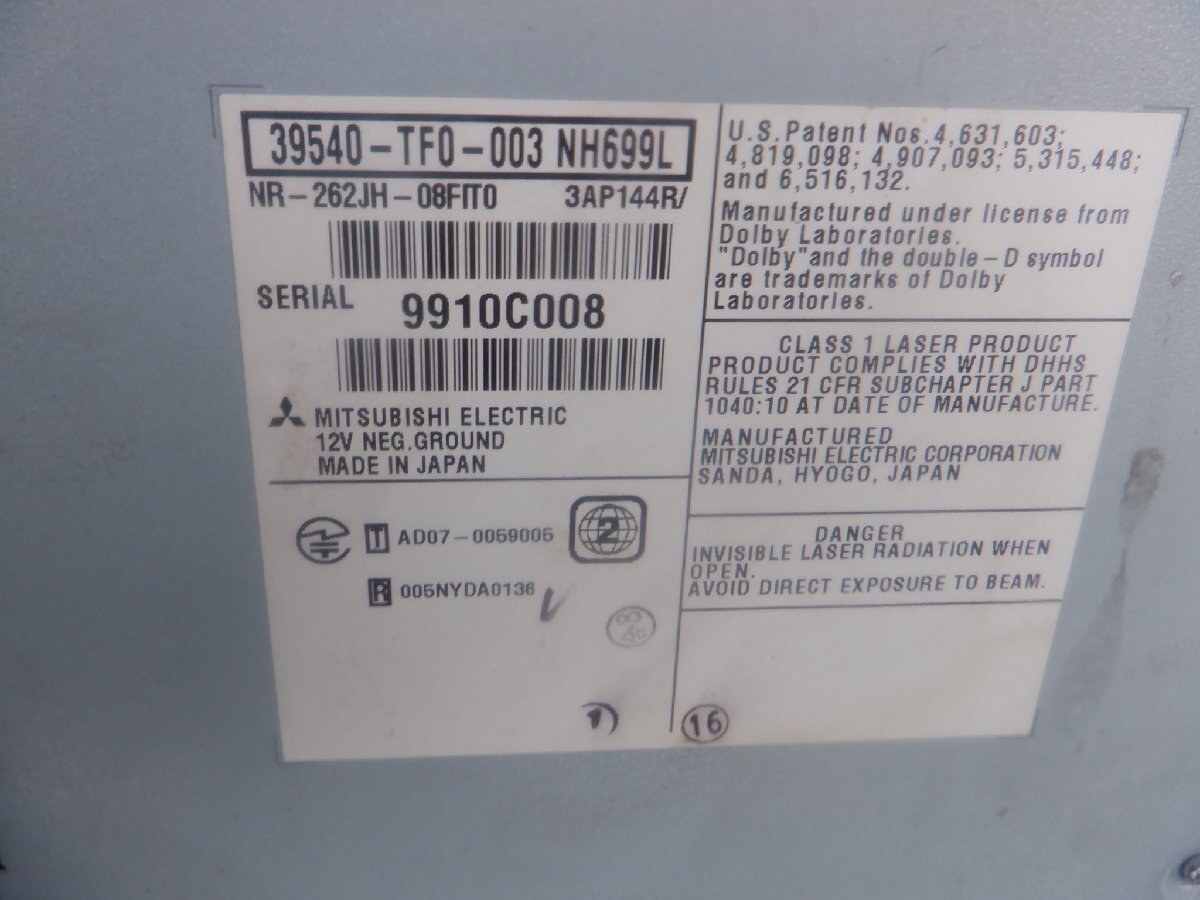 39540-TF0-003 NH699L
NR-262JH-08FIT0 3AP144R/
SERIAL 9910C008
MITSUBISHI ELECTRIC
12V NEG.GROUND
MADE IN JAPAN
T AD07-0059005
2
R 005NYDA0136
U.S.Patent Nos.4,631,603;
4,819,098; 4,907,093; 5,315,448;
and 6,516,132.
Manufactured under license from
Dolby Laboratories.
"Dolby"and the double-D symbol
are trademarks of Dolby
Laboratories.
CLASS 1 LASER PRODUCT
PRODUCT COMPLIES WITH DHHS
RULES 21 CFR SUBCHAPTER J PART
1040:10 AT DATE OF MANUFACTURE.
MANUFACTURED
MITSUBISHI ELECTRIC CORPORATION
SANDA, HYOGO, JAPAN
DANGER
INVISIBLE LASER RADIATION WHEN
OPEN.
AVOID DIRECT EXPOSURE TO BEAM.
16